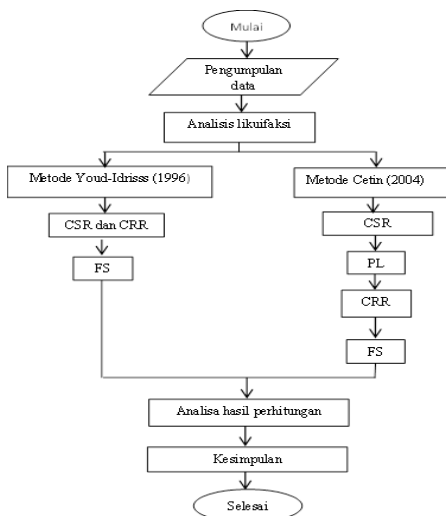 Mulai
Pengumpulan
data
Analisis likuifaksi
Metode Youd-Idrisss (1996)
Metode Cetin (2004)
CSR dan CRR
CSR
FS
PL
CRR
FS
Analisa hasil perhitungan
Kesimpulan
Selesai